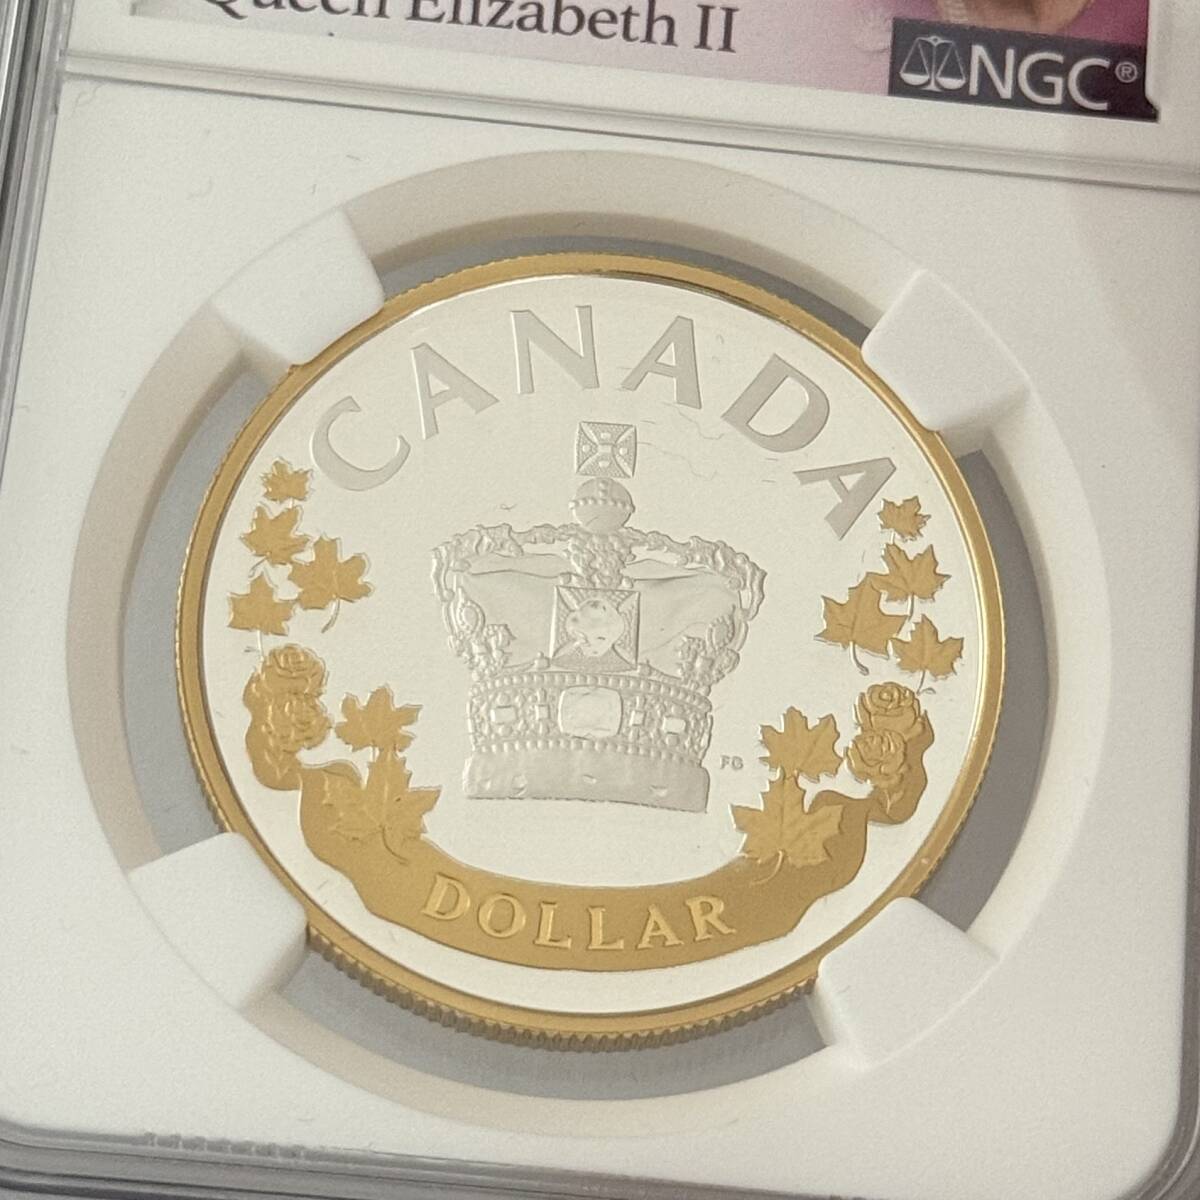 Queen Elizabeth II
NGC®
CANADA
FG
DOLLAR